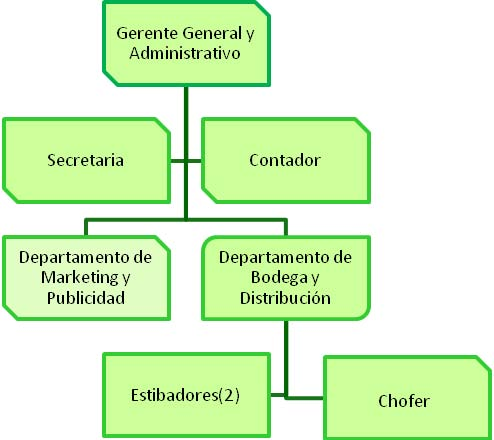 Gerente General y
Administrativo
Secretaria
Contador
Departamento de
Marketing y
Publicidad
Departamento de
Bodega y
Distribución
Estibadores(2)
Chofer